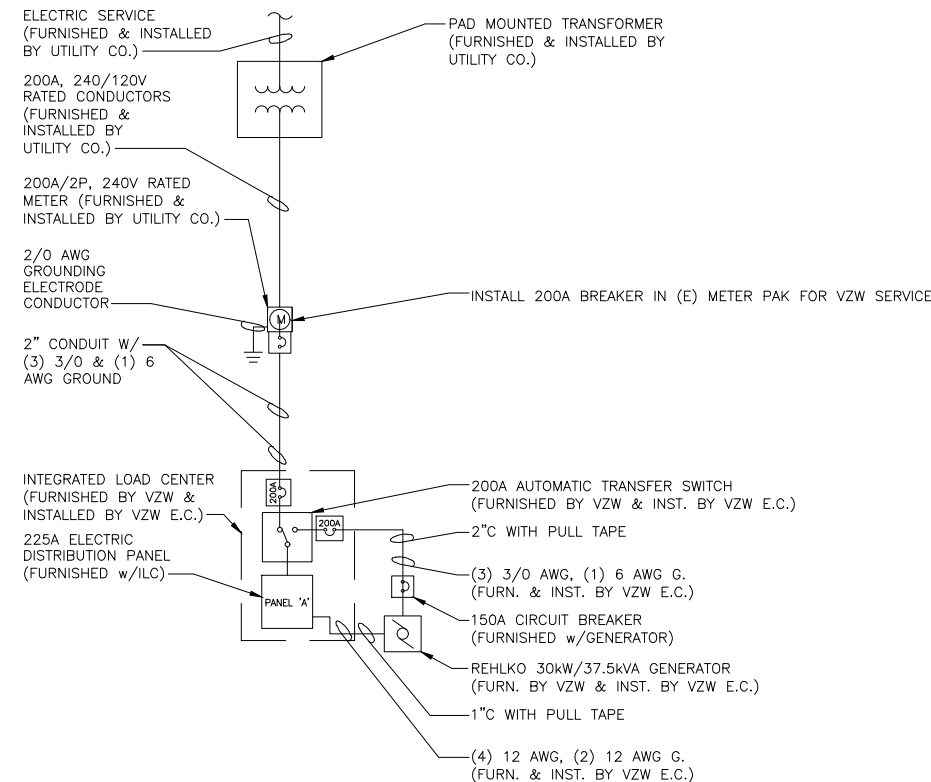 ELECTRIC SERVICE
(FURNISHED & INSTALLED
BY UTILITY CO.)
PAD MOUNTED TRANSFORMER
(FURNISHED & INSTALLED BY
UTILITY CO.)
200A, 240/120V
RATED CONDUCTORS
(FURNISHED &
INSTALLED BY
UTILITY CO.)
200A/2P, 240V RATED
METER (FURNISHED &
INSTALLED BY UTILITY CO.)
2/0 AWG
GROUNDING
ELECTRODE
CONDUCTOR
M
INSTALL 200A BREAKER IN (E) METER PAK FOR VZW SERVICE
2" CONDUIT W/
(3) 3/0 & (1) 6
AWG GROUND
INTEGRATED LOAD CENTER
(FURNISHED BY VZW &
INSTALLED BY VZW E.C.)
200A
200A AUTOMATIC TRANSFER SWITCH
(FURNISHED BY VZW & INST. BY VZW E.C.)
200A
2"C WITH PULL TAPE
225A ELECTRIC
DISTRIBUTION PANEL
(FURNISHED w/ILC)
PANEL 'A'
(3) 3/0 AWG, (1) 6 AWG G.
(FURN. & INST. BY VZW E.C.)
150A CIRCUIT BREAKER
(FURNISHED w/GENERATOR)
REHLKO 30kW/37.5kVA GENERATOR
(FURN. BY VZW & INST. BY VZW E.C.)
1"C WITH PULL TAPE
(4) 12 AWG, (2) 12 AWG G.
(FURN. & INST. BY VZW E.C.)